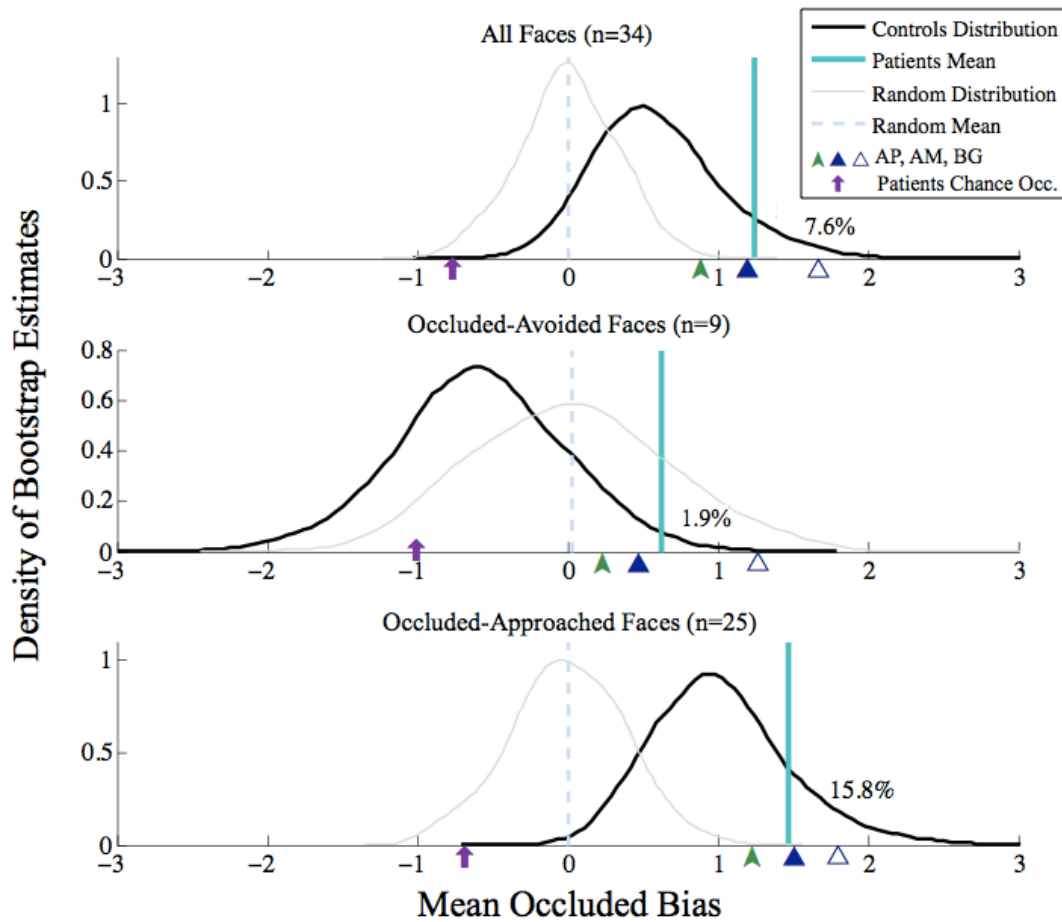 All Faces (n=34)
Controls Distribution
Patients Mean
Random Distribution
Random Mean
AP, AM, BG
Patients Chance Occ.
1
0.5
0
7.6%
−3 −2 −1 0 1 2 3
Occluded-Avoided Faces (n=9)
0.8
0.6
0.4
0.2
0
1.9%
−3 −2 −1 0 1 2 3
Occluded-Approached Faces (n=25)
1
0.5
0
15.8%
−3 −2 −1 0 1 2 3
Density of Bootstrap Estimates
Mean Occluded Bias